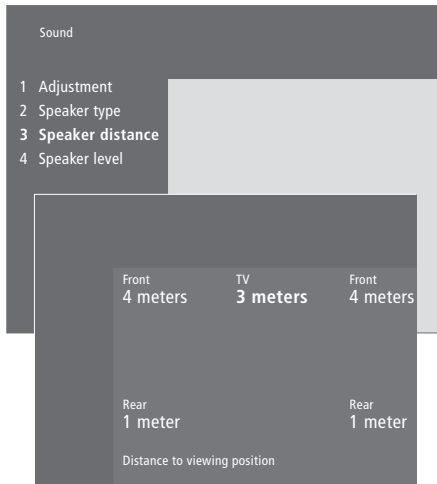 Sound
1 Adjustment
2 Speaker type
3 Speaker distance
4 Speaker level
Front TV Front
4 meters 3 meters 4 meters
Rear Rear
1 meter 1 meter
Distance to viewing position